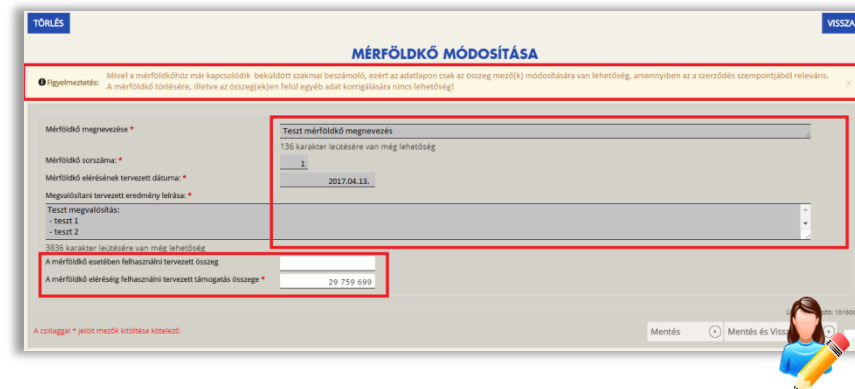 TÖRLÉS
VISSZA
MÉRFÖLDKŐ MÓDOSÍTÁSA
Figyelmeztetés:
Mivel a mérföldkőhöz már kapcsolódik beküldött szakmai beszámoló, ezért az adatlapon csak az összeg mező(k) módosítására van lehetőség, amennyiben az a szerződés szempontjából releváns.
A mérföldkő törlésére, illetve az összeg(ek)en felül egyéb adat korrigálására nincs lehetőség!
Mérföldkő megnevezése *
Teszt mérföldkő megnevezés
136 karakter leütésére van még lehetőség
Mérföldkő sorszáma: *
1
Mérföldkő elérésének tervezett dátuma: *
2017.04.13.
Megvalósítani tervezett eredmény leírása: *
Teszt megvalósítás:
- teszt 1
- teszt 2
3836 karakter leütésére van még lehetőség
A mérföldkő esetében felhasználni tervezett összeg
A mérföldkő eléréséig felhasználni tervezett támogatás összege *
29 759 699
A csillaggal * jelölt mezők kitöltése kötelező.
Mentés
Mentés és Vissz